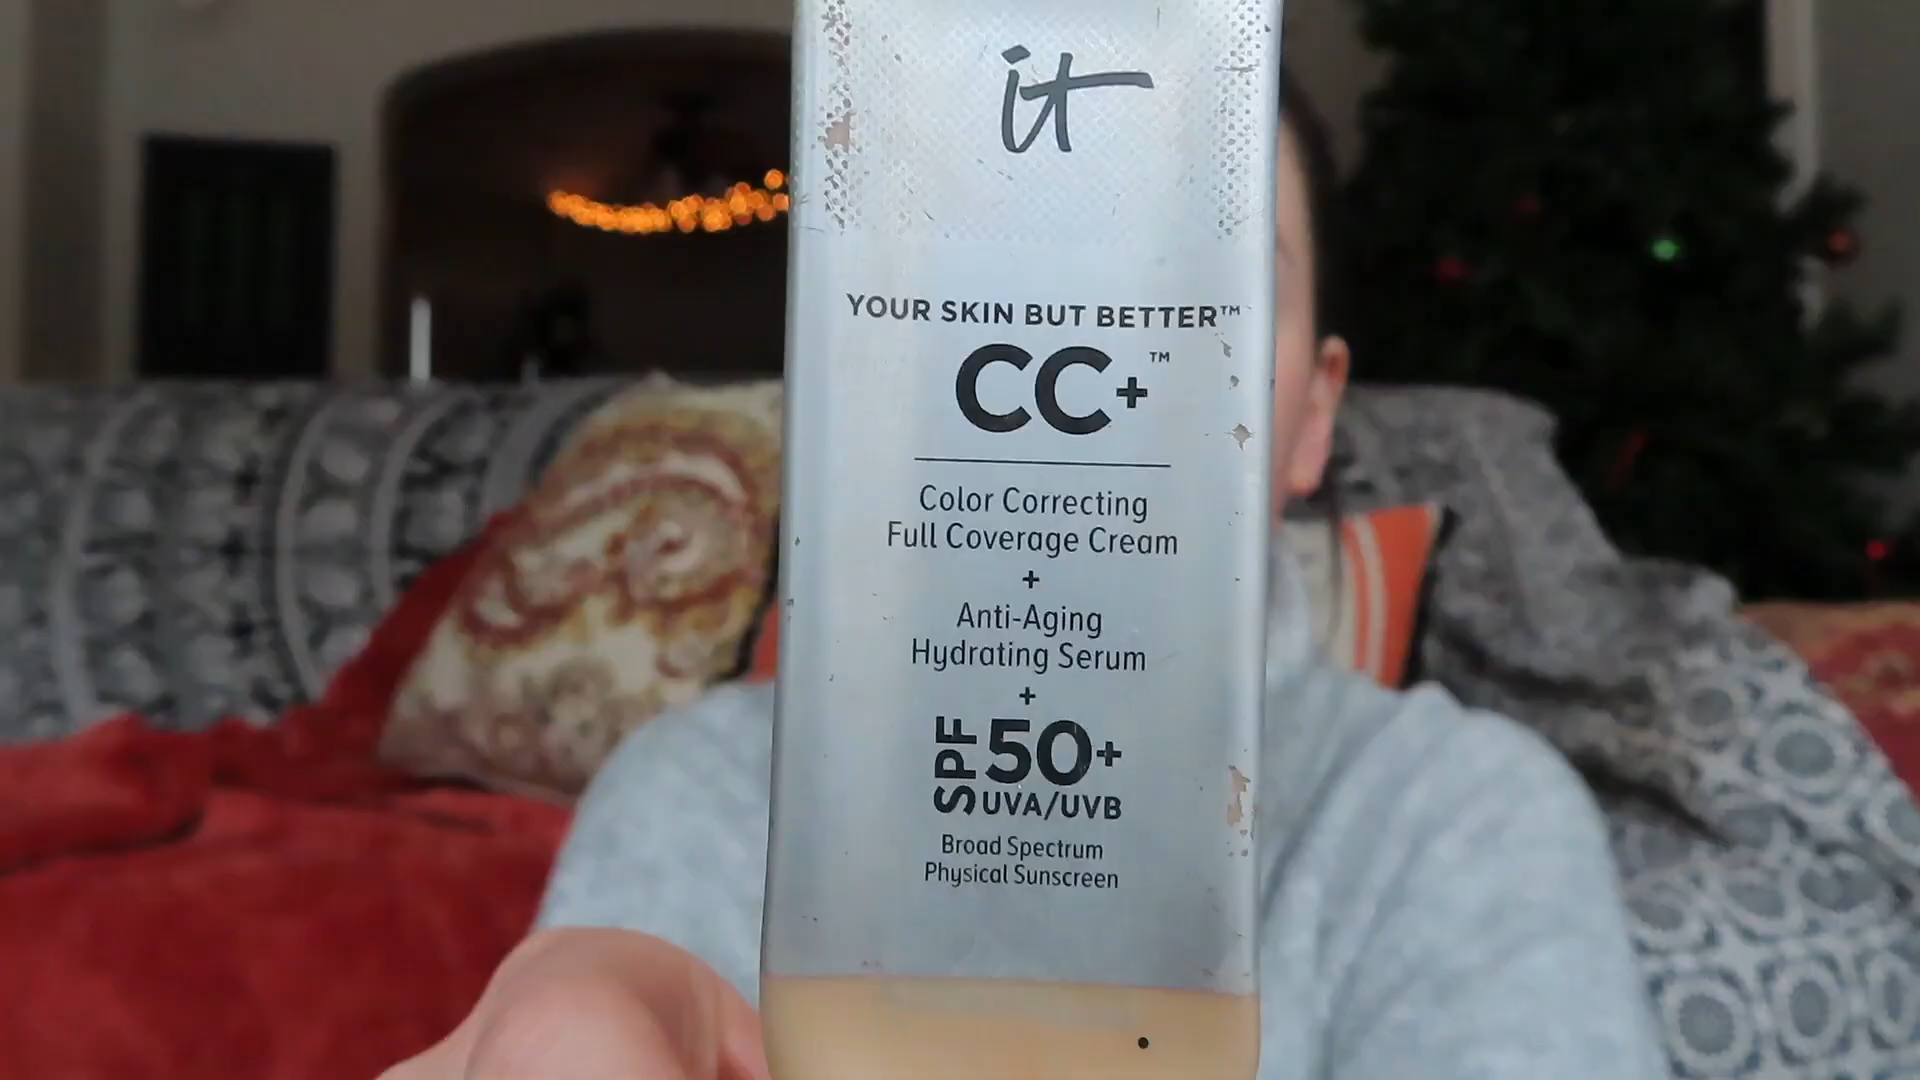 it
YOUR SKIN BUT BETTER™
CC+™
Color Correcting
Full Coverage Cream
+
Anti-Aging
Hydrating Serum
+
SPF 50+
UVA/UVB
Broad Spectrum
Physical Sunscreen